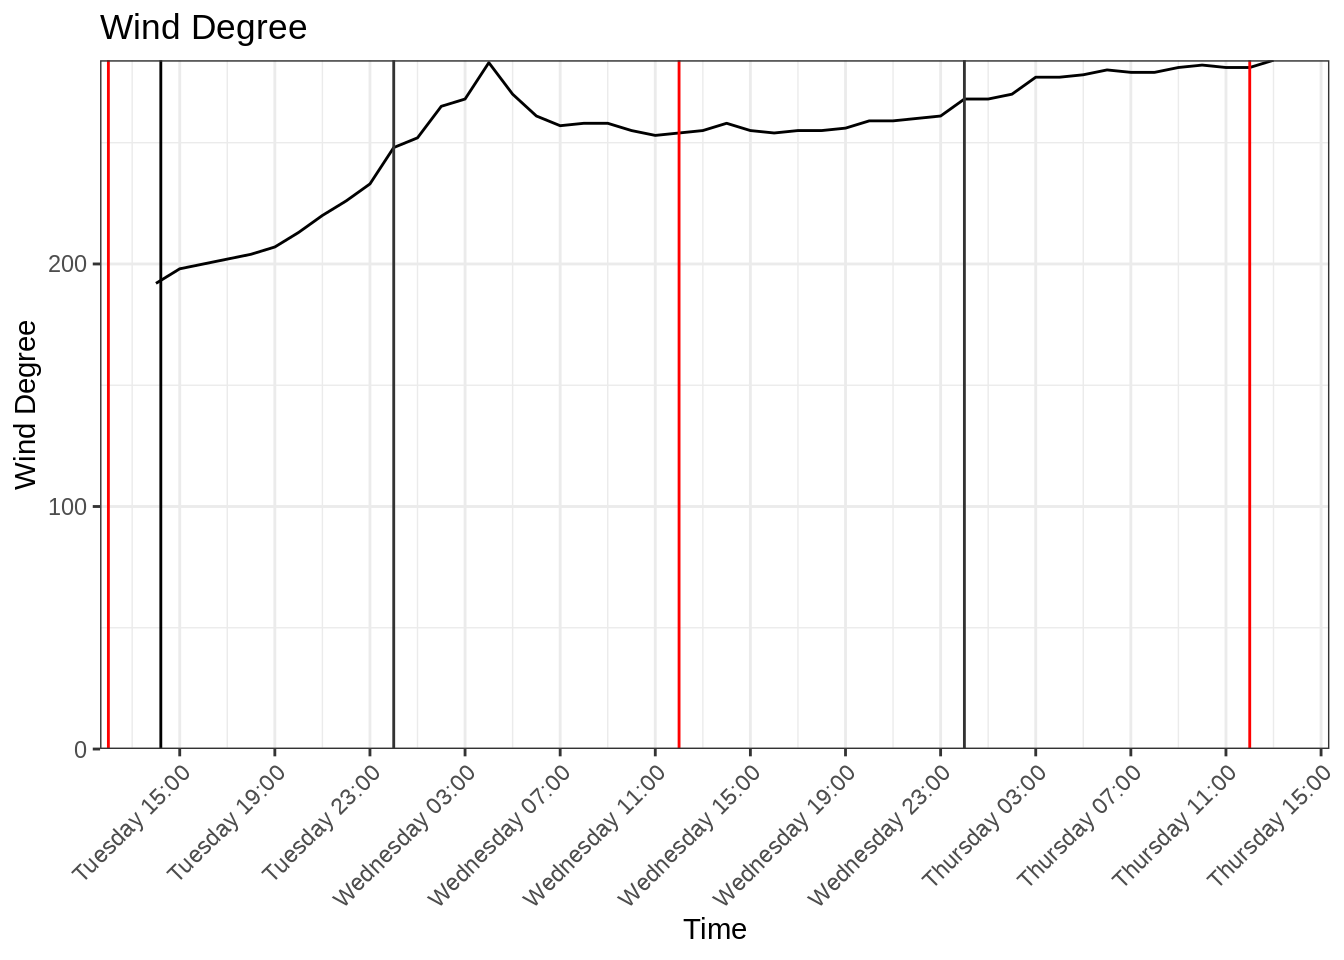 Wind Degree
Wind Degree
200
100
0
Tuesday 15:00
Tuesday 19:00
Tuesday 23:00
Wednesday 03:00
Wednesday 07:00
Wednesday 11:00
Wednesday 15:00
Wednesday 19:00
Wednesday 23:00
Thursday 03:00
Thursday 07:00
Thursday 11:00
Thursday 15:00
Time